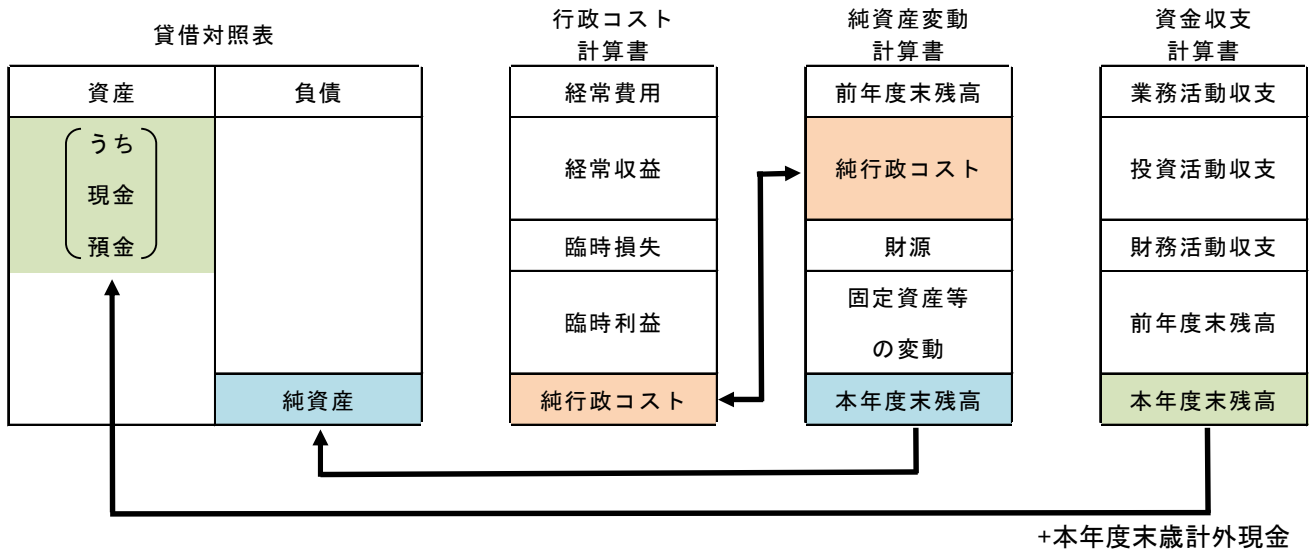 貸借対照表
資産
負債
うち
現金
預金
純資産
行政コスト
計算書
経常費用
経常収益
臨時損失
臨時利益
純行政コスト
純資産変動
計算書
前年度末残高
純行政コスト
財源
固定資産等
の変動
本年度末残高
資金収支
計算書
業務活動収支
投資活動収支
財務活動収支
前年度末残高
本年度末残高
+本年度末歳計外現金